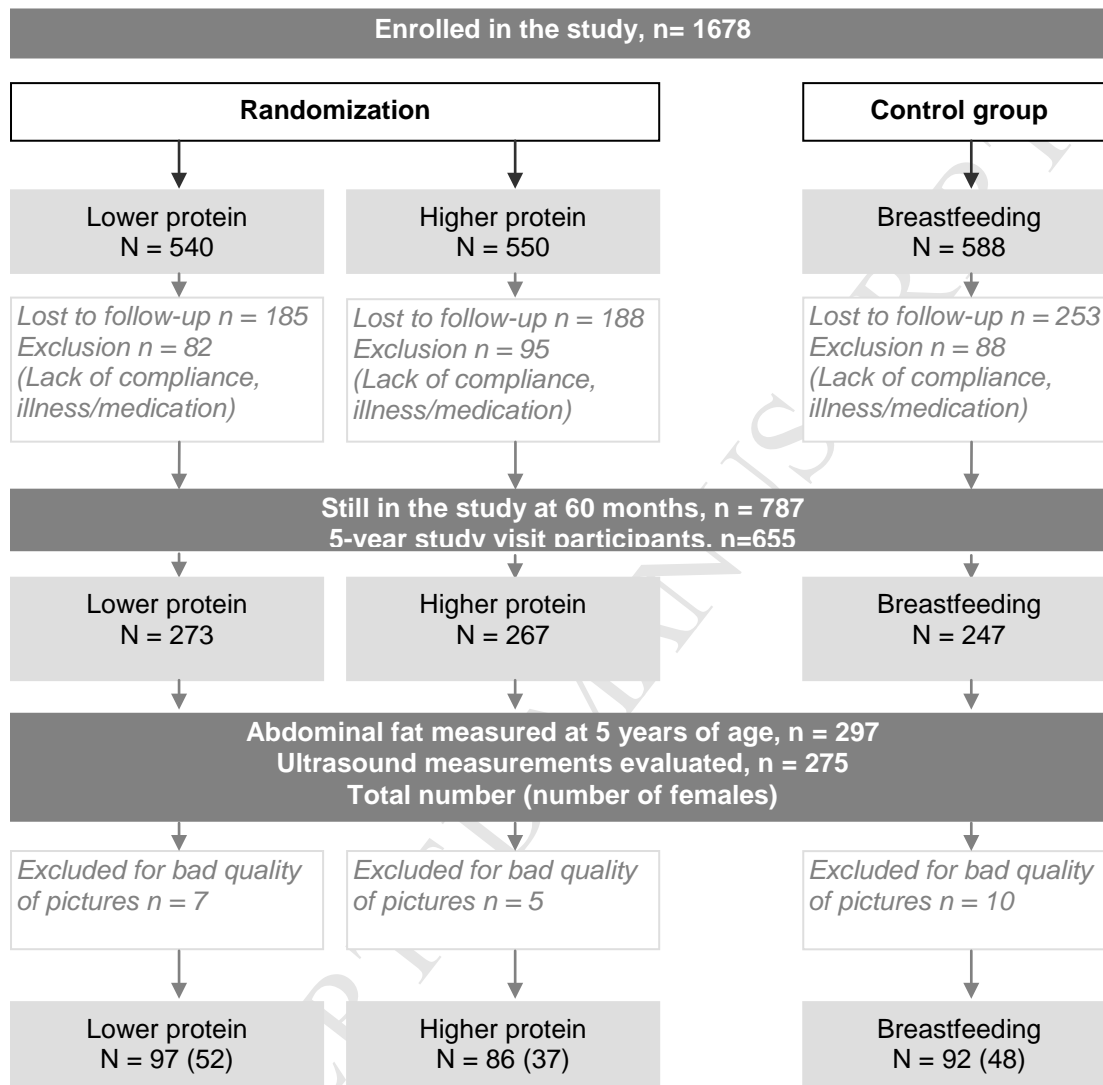 Enrolled in the study, n= 1678
Randomization
Control group
Lower protein
N = 540
Higher protein
N = 550
Breastfeeding
N = 588
Lost to follow-up n = 185
Exclusion n = 82
(Lack of compliance,
illness/medication)
Lost to follow-up n = 188
Exclusion n = 95
(Lack of compliance,
illness/medication)
Lost to follow-up n = 253
Exclusion n = 88
(Lack of compliance,
illness/medication)
Still in the study at 60 months, n = 787
5-year study visit participants, n=655
Lower protein
N = 273
Higher protein
N = 267
Breastfeeding
N = 247
Abdominal fat measured at 5 years of age, n = 297
Ultrasound measurements evaluated, n = 275
Total number (number of females)
Excluded for bad quality
of pictures n = 7
Excluded for bad quality
of pictures n = 5
Excluded for bad quality
of pictures n = 10
Lower protein
N = 97 (52)
Higher protein
N = 86 (37)
Breastfeeding
N = 92 (48)